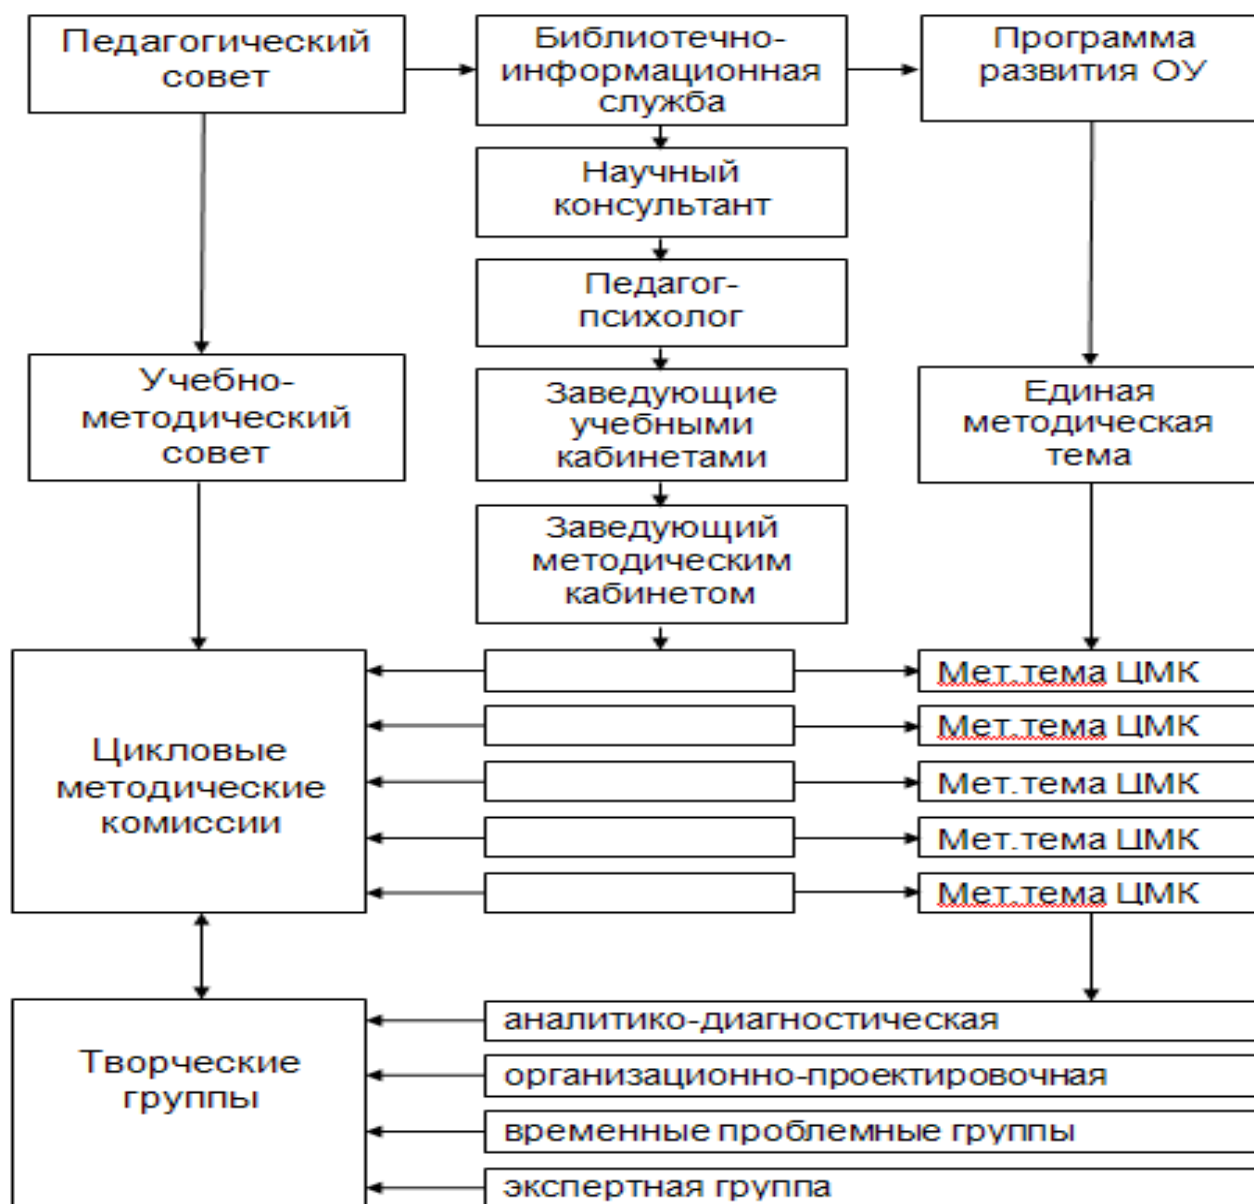 Педагогический
совет
Библиотечно-
информационная
служба
Программа
развития ОУ
Научный
консультант
Педагог-
психолог
Учебно-
методический
совет
Заведующие
учебными
кабинетами
Единая
методическая
тема
Заведующий
методическим
кабинетом
Цикловые
методические
комиссии
Мет.тема ЦМК
Мет.тема ЦМК
Мет.тема ЦМК
Мет.тема ЦМК
Мет.тема ЦМК
Творческие
группы
аналитико-диагностическая
организационно-проектировочная
временные проблемные группы
экспертная группа